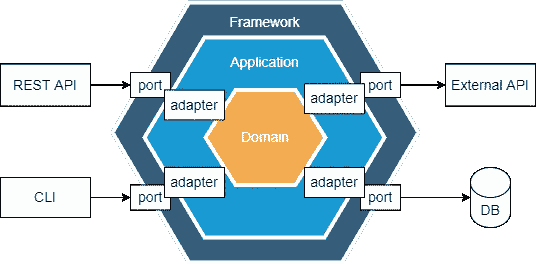 Framework
Application
REST API
port
adapter
adapter
port
External API
Domain
CLI
port
adapter
adapter
port
DB